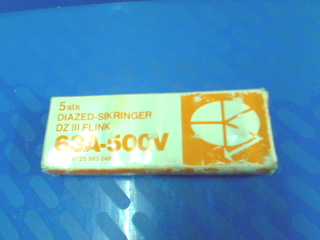 5 stk
DIAZED-SIKRINGER
DZ III FLINK
63A-500V